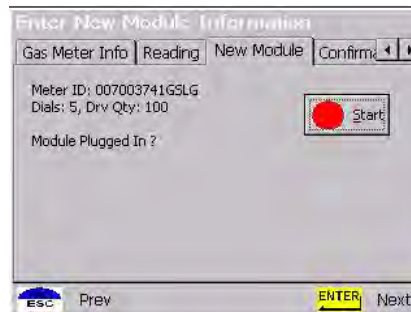 Enter New Module Information
Gas Meter Info Reading New Module Confirma
Meter ID: 007003741GSLG
Dials: 5, Drv Qty: 100
Start
Module Plugged In ?
ESC Prev ENTER Next